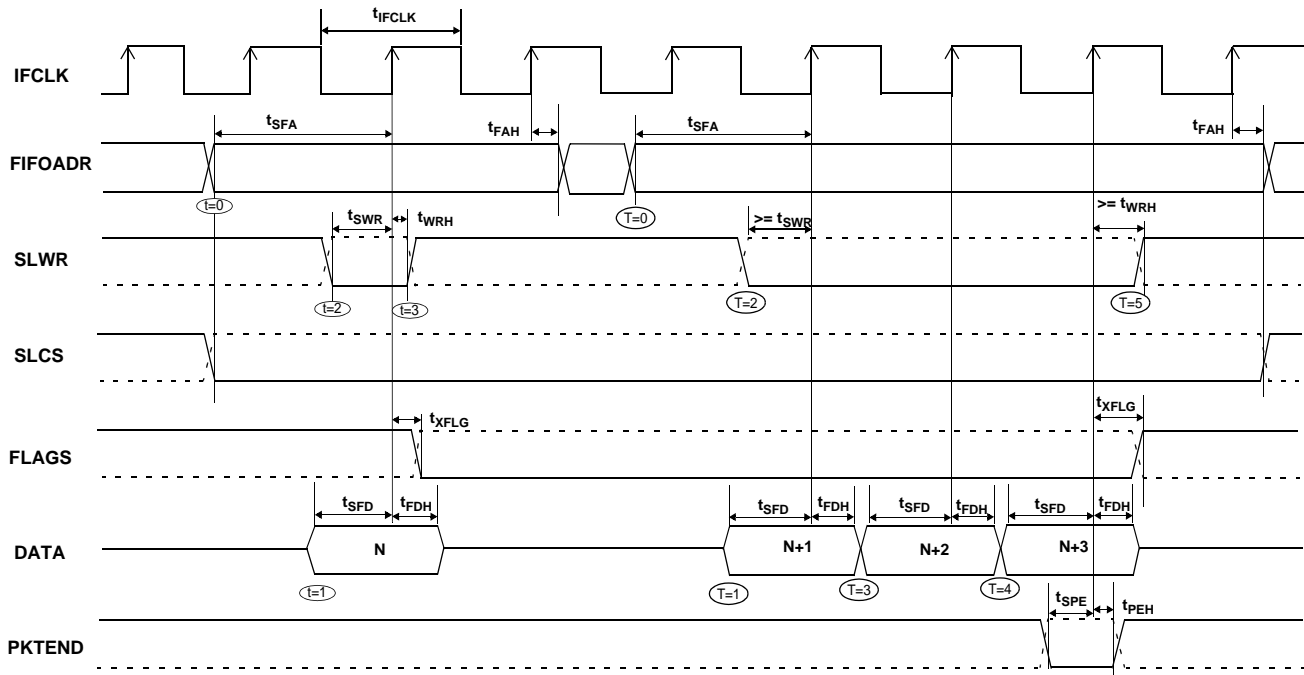 tIFCLK
IFCLK
tSFA
tFAH
tSFA
tFAH
FIFOADR
t=0
T=0
tSWR
tWRH
>= tSWR
>= tWRH
SLWR
t=2
t=3
T=2
T=5
SLCS
tXFLG
tXFLG
FLAGS
tSFD
tFDH
tSFD
tFDH
tSFD
tFDH
tSFD
tFDH
DATA
N
N+1
N+2
N+3
t=1
T=1
T=3
T=4
tSPE
tPEH
PKTEND